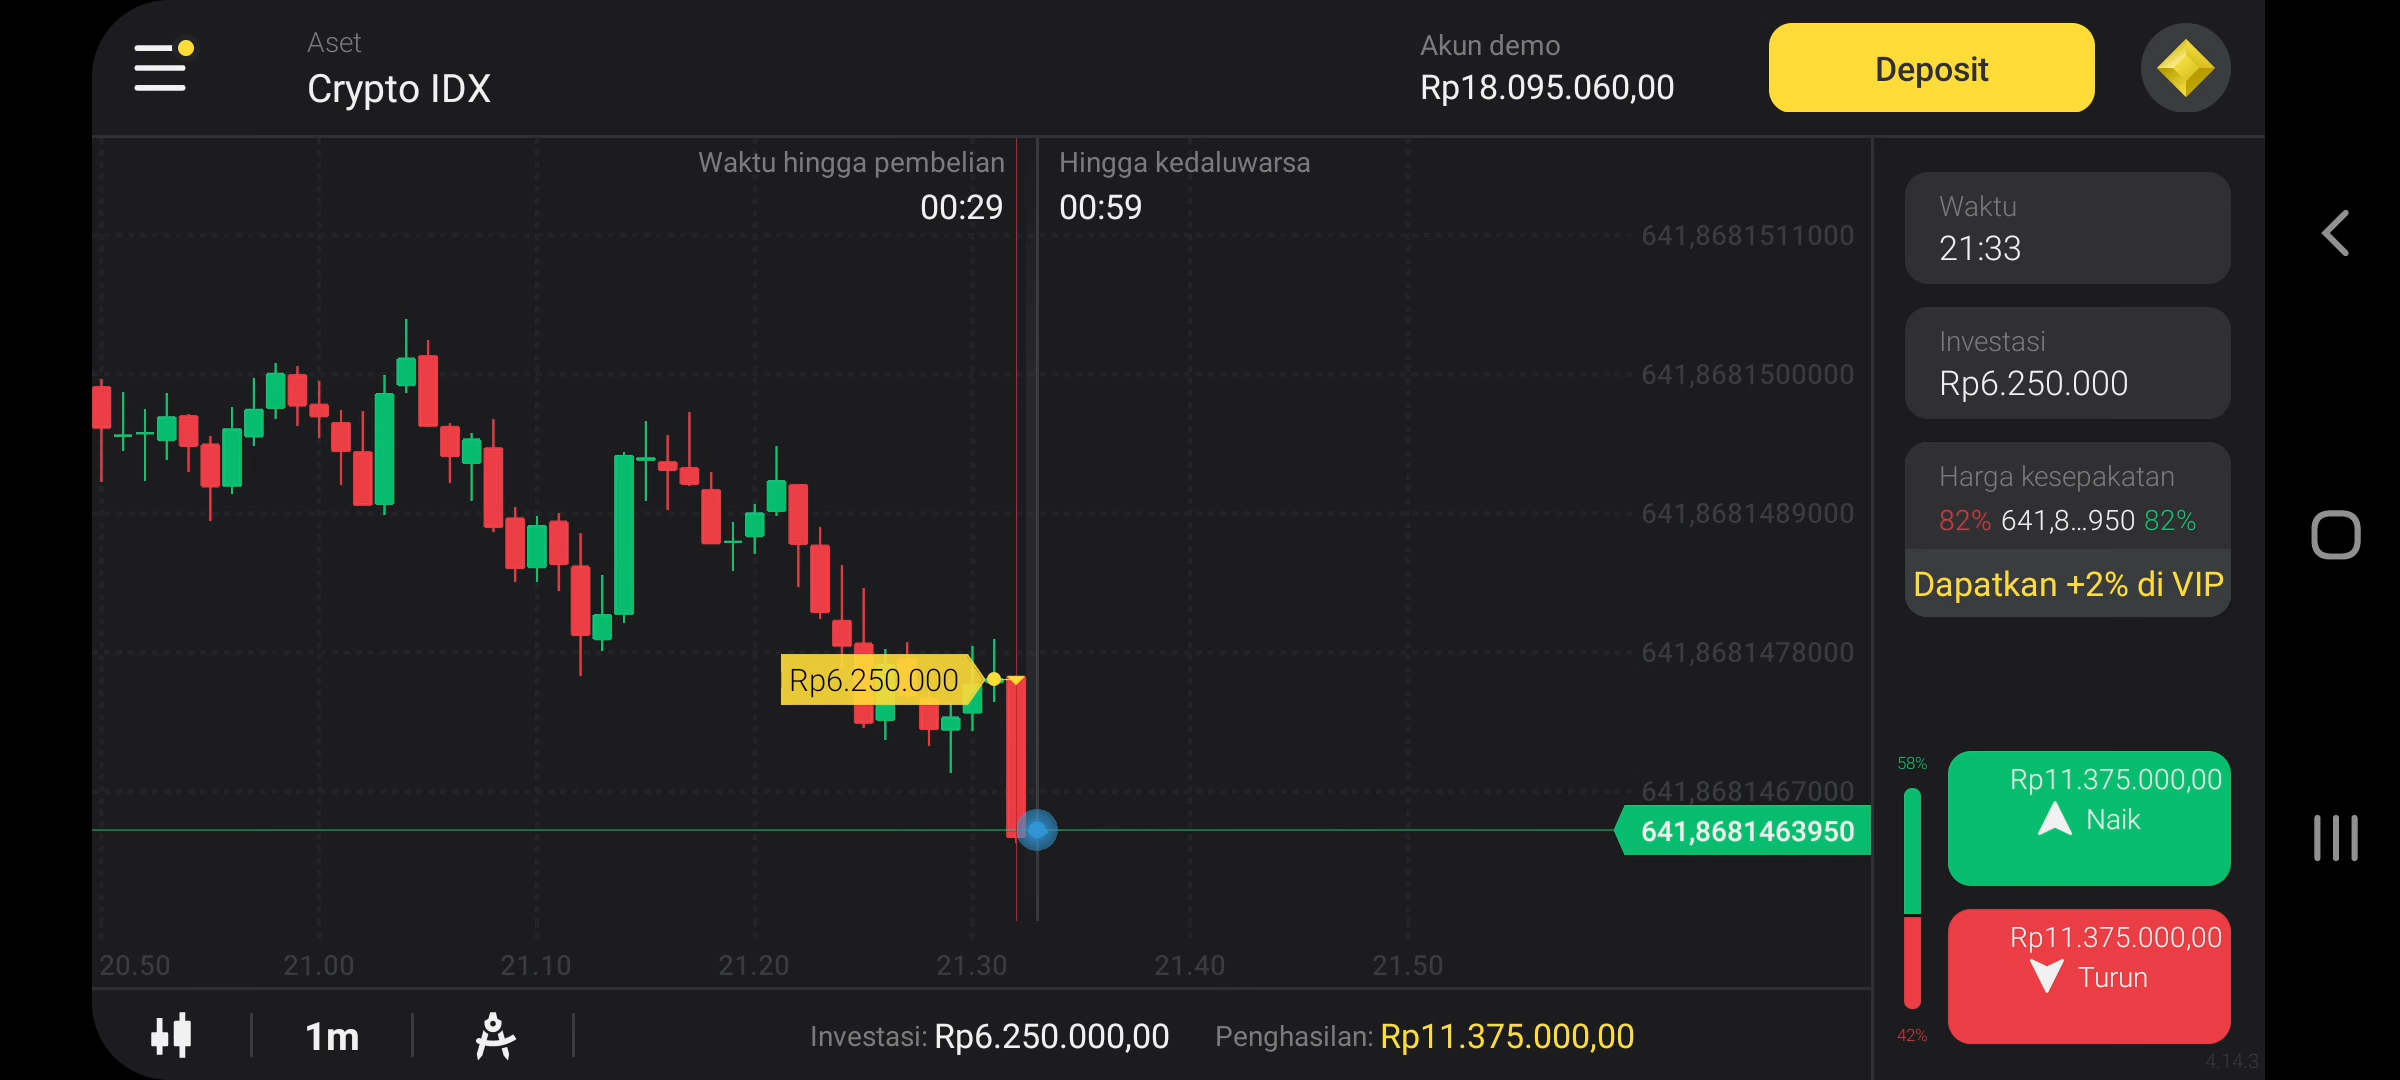 Aset
Crypto IDX
Akun demo
Rp18.095.060,00
Deposit
Waktu hingga pembelian
00:29
Hingga kedaluwarsa
00:59
641,8681511000
641,8681500000
641,8681489000
641,8681478000
641,8681467000
641,8681463950
Rp6.250.000
20.50
21.00
21.10
21.20
21.30
21.40
21.50
Waktu
21:33
Investasi
Rp6.250.000
Harga kesepakatan
82% 641,8...950 82%
Dapatkan +2% di VIP
58%
Rp11.375.000,00
Naik
Rp11.375.000,00
Turun
42%
1m
Investasi: Rp6.250.000,00
Penghasilan: Rp11.375.000,00
4.14.3